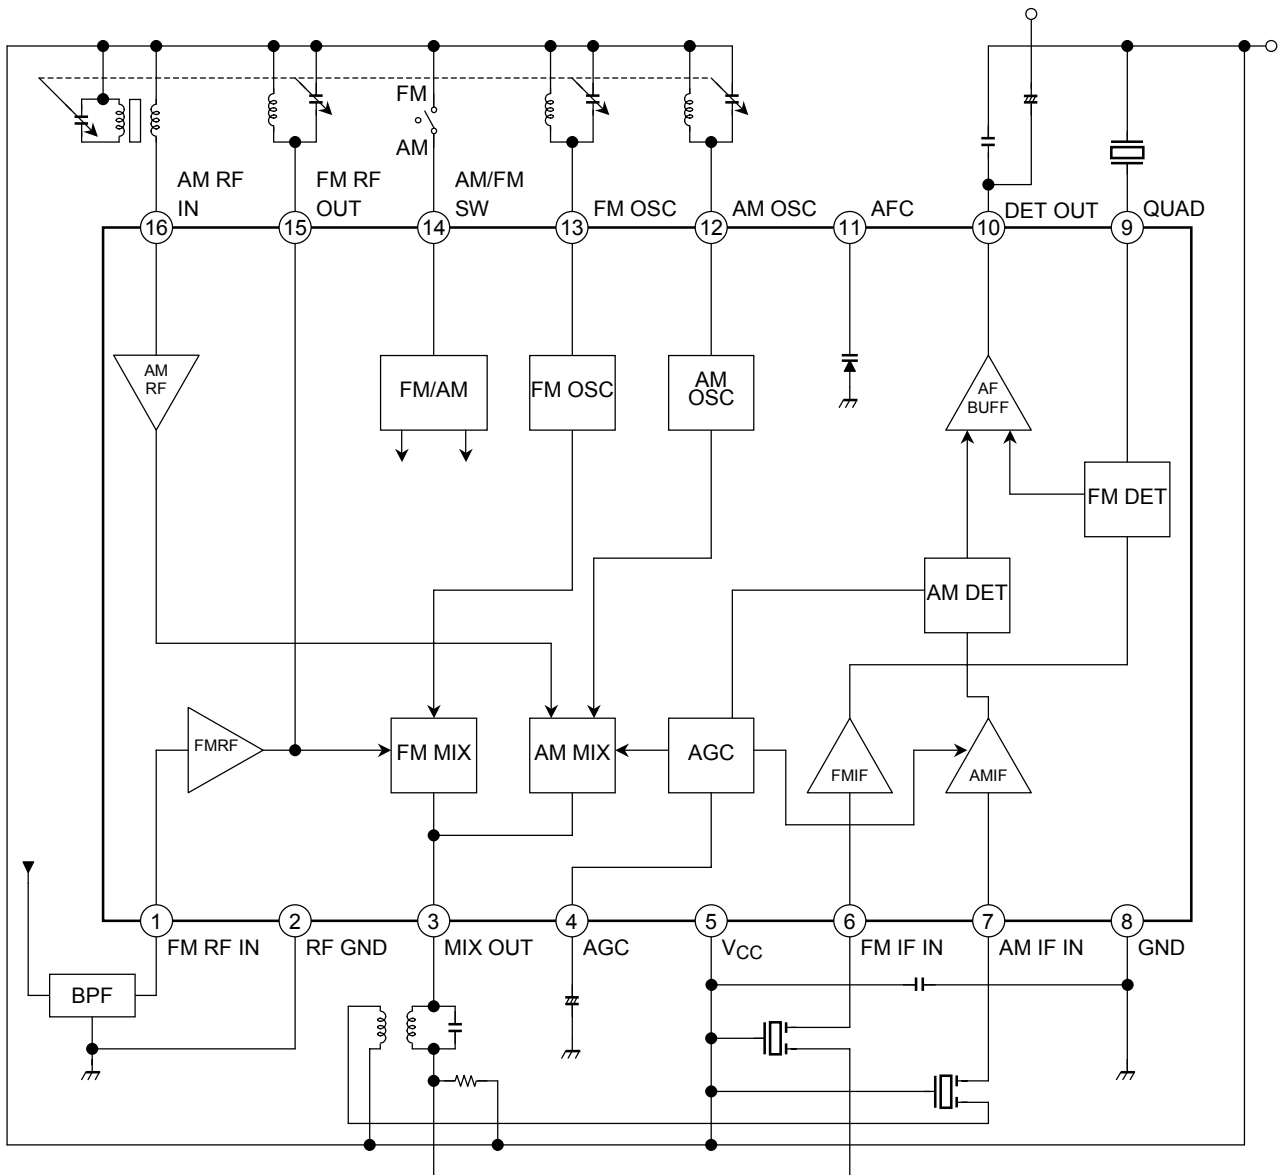 FM
AM
AM RF
IN
FM RF
OUT
AM/FM
SW
FM OSC
AM OSC
AFC
DET OUT
QUAD
16
15
14
13
12
11
10
9
AM
RF
FM/AM
FM OSC
AM
OSC
AF
BUFF
FM DET
AM DET
FMRF
FM MIX
AM MIX
AGC
FMIF
AMIF
1
2
3
4
5
6
7
8
FM RF IN
RF GND
MIX OUT
AGC
VCC
FM IF IN
AM IF IN
GND
BPF